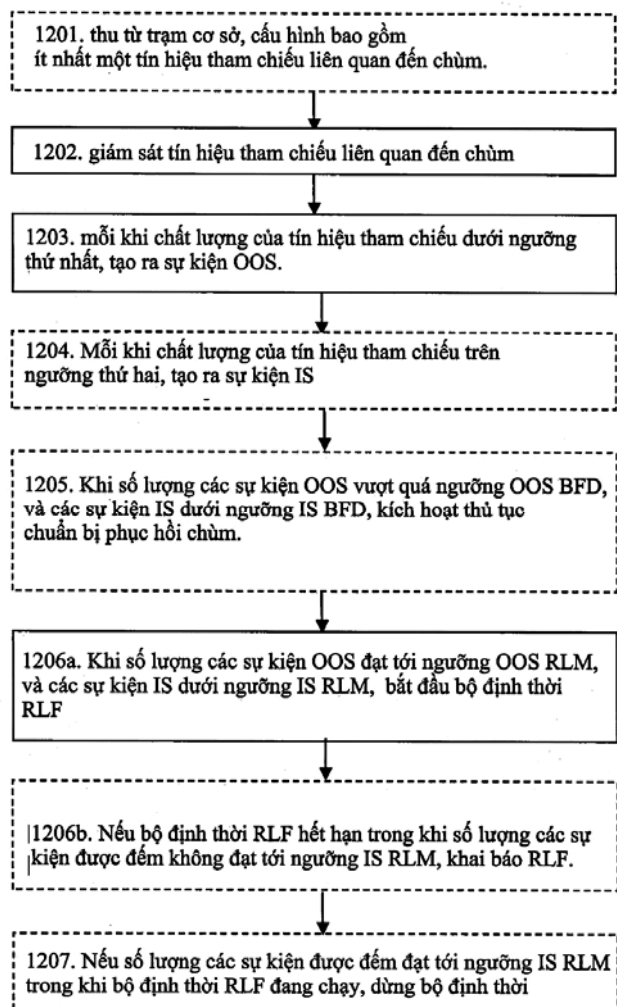 1201. thu từ trạm cơ sở, cấu hình bao gồm
ít nhất một tín hiệu tham chiếu liên quan đến chùm.
1202. giám sát tín hiệu tham chiếu liên quan đến chùm
1203. mỗi khi chất lượng của tín hiệu tham chiếu dưới ngưỡng
thứ nhất, tạo ra sự kiện OOS.
1204. Mỗi khi chất lượng của tín hiệu tham chiếu trên
ngưỡng thứ hai, tạo ra sự kiện IS
1205. Khi số lượng các sự kiện OOS vượt quá ngưỡng OOS BFD,
và các sự kiện IS dưới ngưỡng IS BFD, kích hoạt thủ tục
chuẩn bị phục hồi chùm.
1206a. Khi số lượng các sự kiện OOS đạt tới ngưỡng OOS RLM,
và các sự kiện IS dưới ngưỡng IS RLM, bắt đầu bộ định thời
RLF
1206b. Nếu bộ định thời RLF hết hạn trong khi số lượng các sự
kiện được đếm không đạt tới ngưỡng IS RLM, khai báo RLF.
1207. Nếu số lượng các sự kiện được đếm đạt tới ngưỡng IS RLM
trong khi bộ định thời RLF đang chạy, dừng bộ định thời